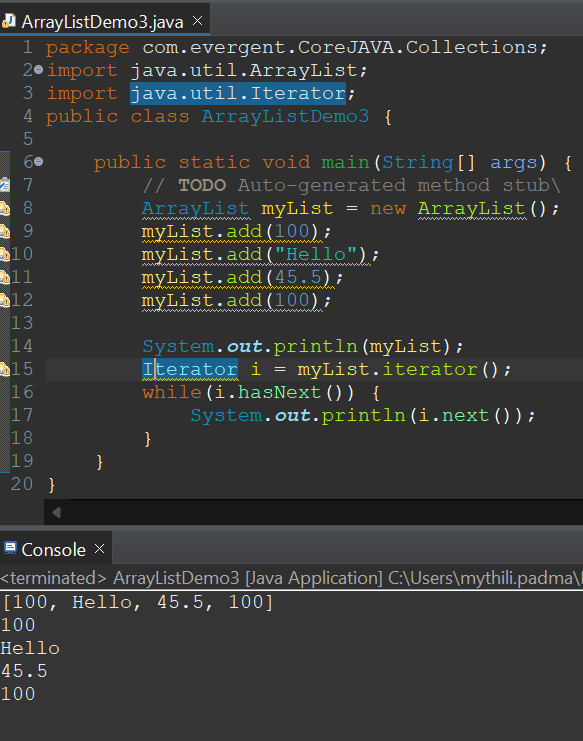 ArrayListDemo3.java ×
1 package com.evergent.CoreJAVA.Collections;
2 import java.util.ArrayList;
3 import java.util.Iterator;
4 public class ArrayListDemo3 {
5
6 public static void main(String[] args) {
7 // TODO Auto-generated method stub\
8 ArrayList myList = new ArrayList();
9 myList.add(100);
10 myList.add("Hello");
11 myList.add(45.5);
12 myList.add(100);
13
14 System.out.println(myList);
15 Iterator i = myList.iterator();
16 while(i.hasNext()) {
17 System.out.println(i.next());
18 }
19 }
20 }
Console ×
<terminated> ArrayListDemo3 [Java Application] C:\Users\mythili.padma\
[100, Hello, 45.5, 100]
100
Hello
45.5
100